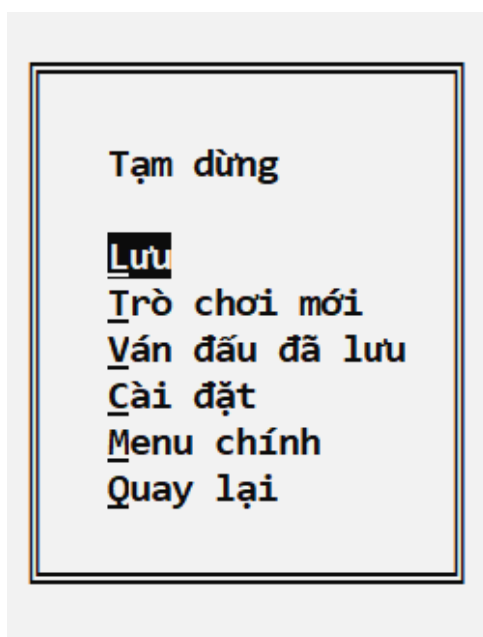 Tạm dừng
Lưu
Trò chơi mới
Ván đấu đã lưu
Cài đặt
Menu chính
Quay lại